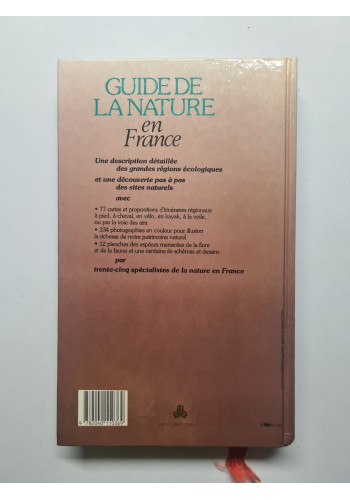 GUIDE DE
LA NATURE
en
France
Une description détaillée
des grandes régions écologiques
et une découverte pas à pas
des sites naturels
avec
• 77 cartes et propositions d'itinéraires régionaux
à pied, à cheval, en vélo, en kayak, à la voile,
ou par la voie des airs
• 334 photographies en couleur pour illustrer
la richesse de notre patrimoine naturel
• 12 planches des espèces menacées de la flore
et de la faune et une centaine de schémas et dessins
par
trente-cinq spécialistes de la nature en France